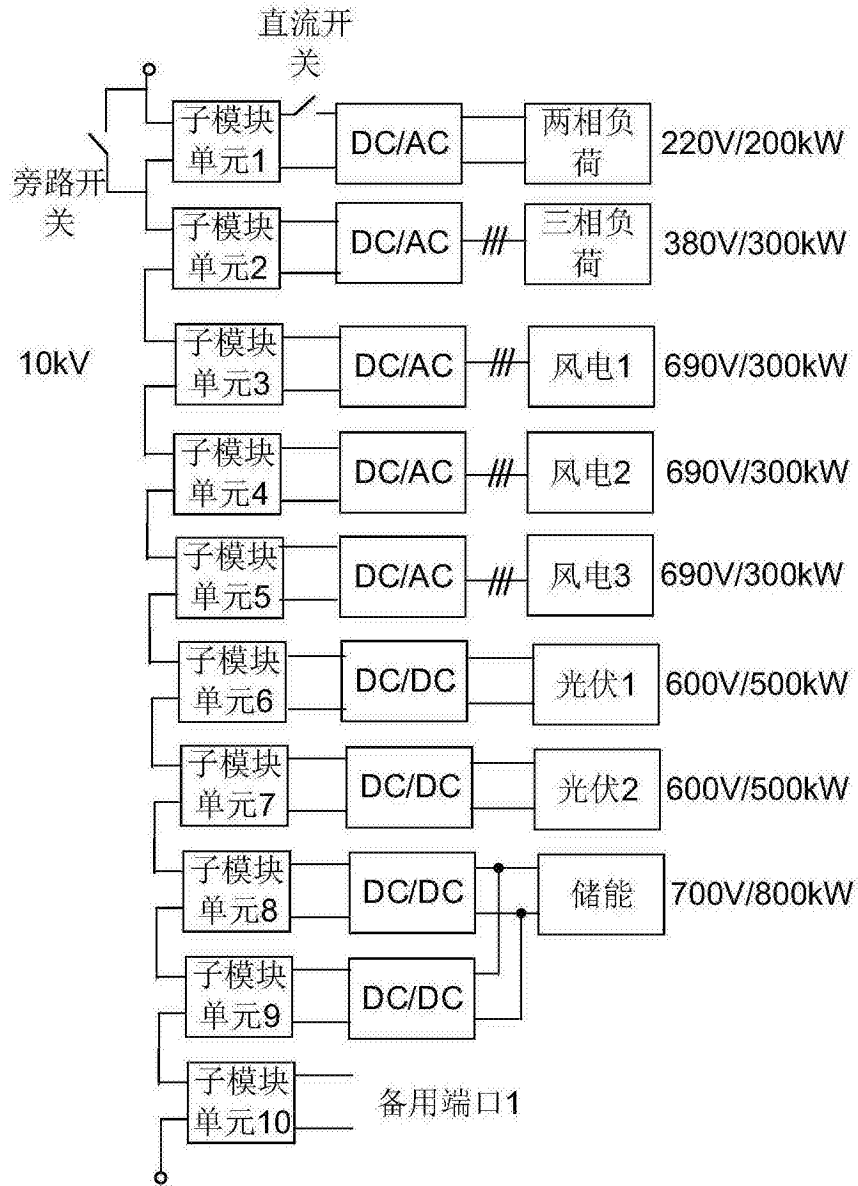 直流开
关
子模块
单元1
DC/AC
两相负
荷
220V/200kW
旁路开
关
子模块
单元2
DC/AC
三相负
荷
380V/300kW
10kV
子模块
单元3
DC/AC
风电1
690V/300kW
子模块
单元4
DC/AC
风电2
690V/300kW
子模块
单元5
DC/AC
风电3
690V/300kW
子模块
单元6
DC/DC
光伏1
600V/500kW
子模块
单元7
DC/DC
光伏2
600V/500kW
子模块
单元8
DC/DC
储能
700V/800kW
子模块
单元9
DC/DC
子模块
单元10
备用端口1